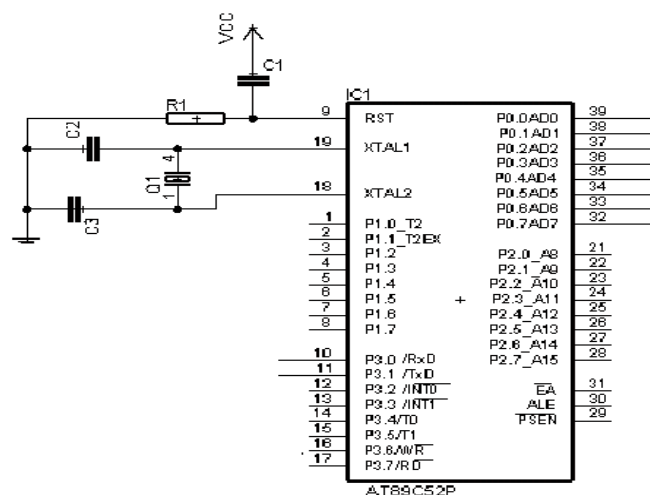 VCC
C1
IC1
R1
9 RST P0.0AD0 39
P0.1AD1 38
C2
19 XTAL1 P0.2AD2 37
P0.3AD3 36
4
P0.4AD4 35
Q1
1
18 XTAL2 P0.5AD5 34
P0.6AD6 33
C3
1 P1.0_T2 P0.7AD7 32
2 P1.1_T2EX
3 P1.2 P2.0_A8 21
4 P1.3 P2.1_A9 22
5 P1.4 P2.2_A10 23
6 P1.5 P2.3_A11 24
7 P1.6 P2.4_A12 25
8 P1.7 P2.5_A13 26
P2.6_A14 27
10 P3.0/RxD P2.7_A15 28
11 P3.1/TxD
12 P3.2/INT0 EA 31
13 P3.3/INT1 ALE 30
14 P3.4/T0 PSEN 29
15 P3.5/T1
16 P3.6/WR
17 P3.7/RD
AT89C52P